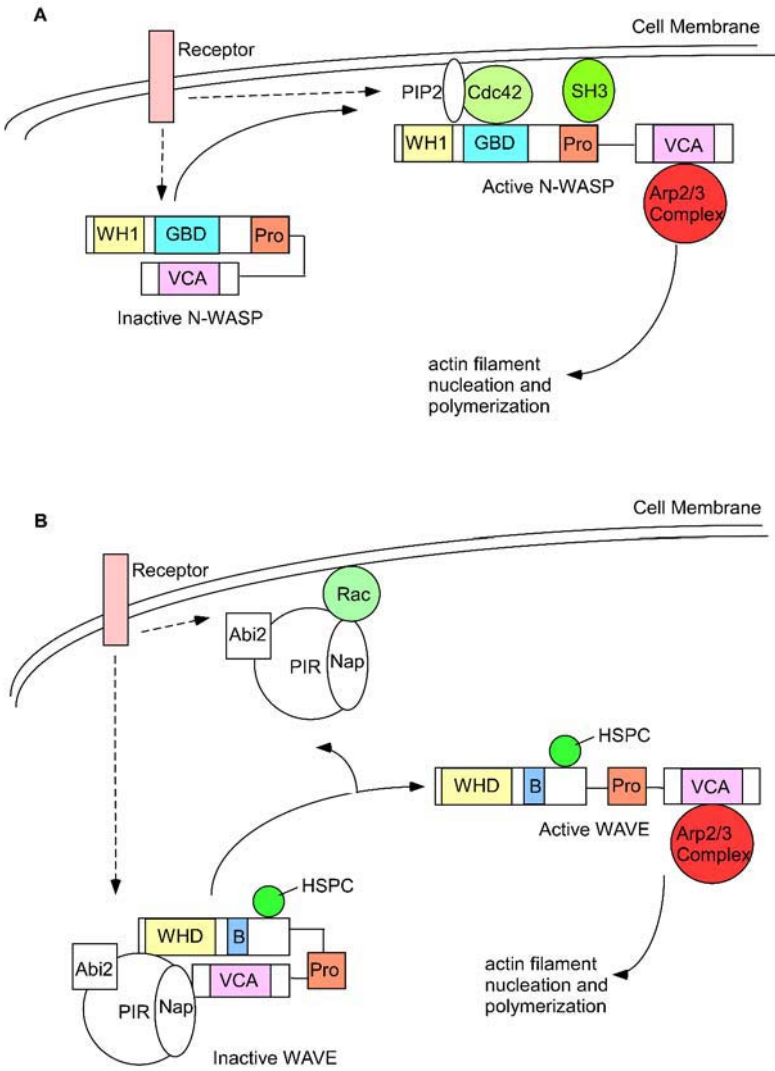 A
Cell Membrane
Receptor
PIP2
Cdc42
SH3
WH1
GBD
Pro
VCA
Active N-WASP
Arp2/3
Complex
WH1
GBD
Pro
VCA
Inactive N-WASP
actin filament
nucleation and
polymerization
B
Cell Membrane
Receptor
Rac
Abi2
PIR
Nap
HSPC
WHD
B
Pro
VCA
Active WAVE
Arp2/3
Complex
HSPC
WHD
B
Abi2
Pro
VCA
PIR
Nap
Inactive WAVE
actin filament
nucleation and
polymerization